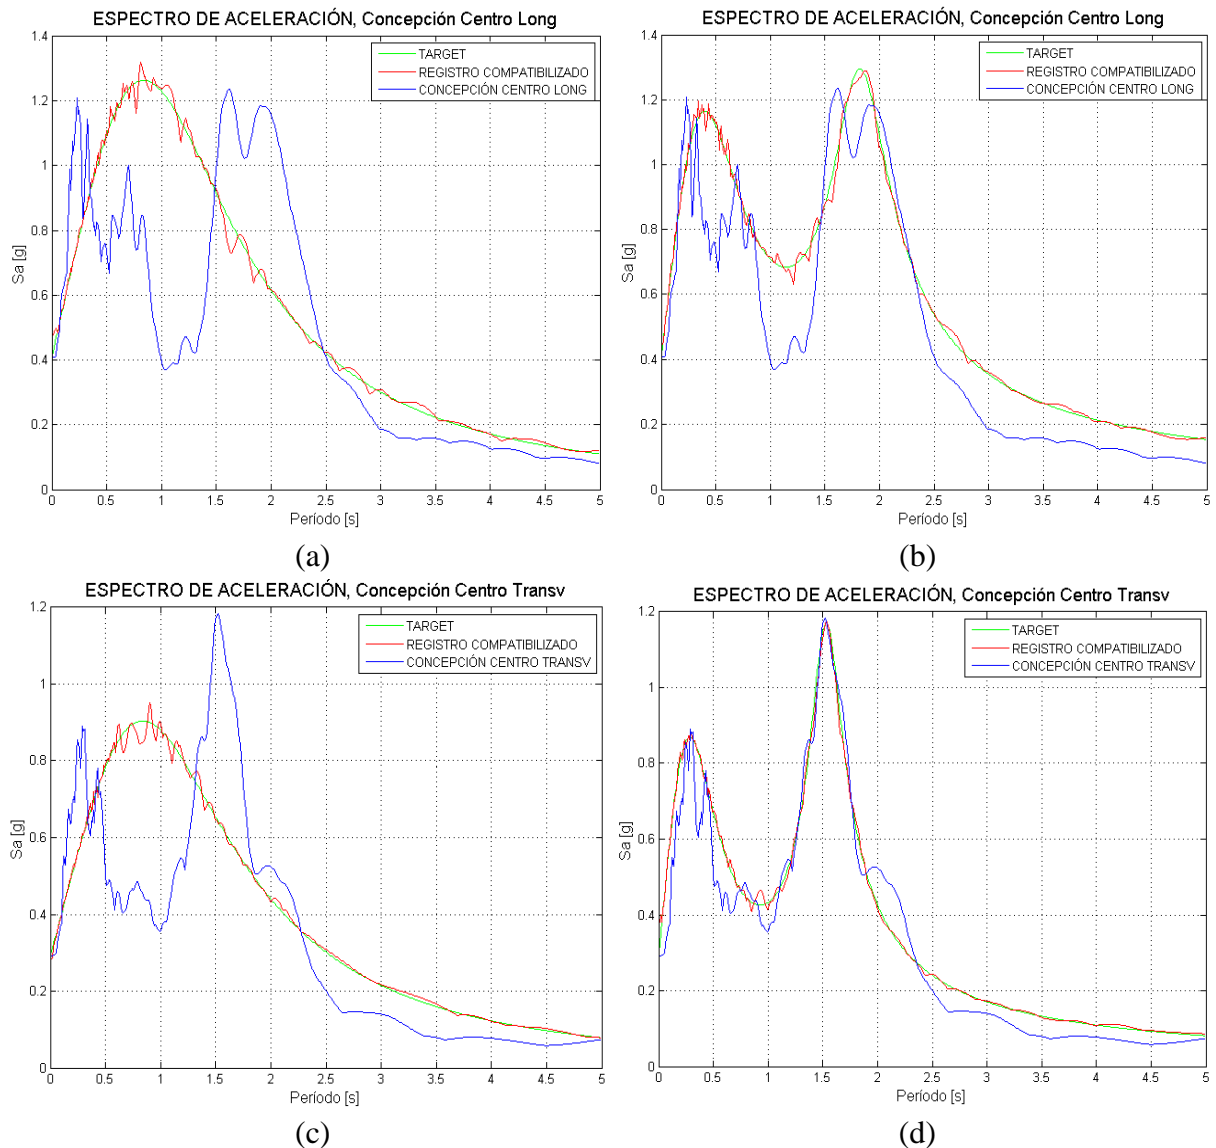 ESPECTRO DE ACELERACIÓN, Concepción Centro Long
1.4
1.2
1
0.8
0.6
0.4
0.2
0
Sa [g]
TARGET
REGISTRO COMPATIBILIZADO
CONCEPCIÓN CENTRO LONG
0 0.5 1 1.5 2 2.5 3 3.5 4 4.5 5
Período [s]
(a)
ESPECTRO DE ACELERACIÓN, Concepción Centro Long
1.4
1.2
1
0.8
0.6
0.4
0.2
0
Sa [g]
TARGET
REGISTRO COMPATIBILIZADO
CONCEPCIÓN CENTRO LONG
0 0.5 1 1.5 2 2.5 3 3.5 4 4.5 5
Período [s]
(b)
ESPECTRO DE ACELERACIÓN, Concepción Centro Transv
1.2
1
0.8
0.6
0.4
0.2
0
Sa [g]
TARGET
REGISTRO COMPATIBILIZADO
CONCEPCIÓN CENTRO TRANSV
0 0.5 1 1.5 2 2.5 3 3.5 4 4.5 5
Período [s]
(c)
ESPECTRO DE ACELERACIÓN, Concepción Centro Transv
1.2
1
0.8
0.6
0.4
0.2
0
Sa [g]
TARGET
REGISTRO COMPATIBILIZADO
CONCEPCIÓN CENTRO TRANSV
0 0.5 1 1.5 2 2.5 3 3.5 4 4.5 5
Período [s]
(d)